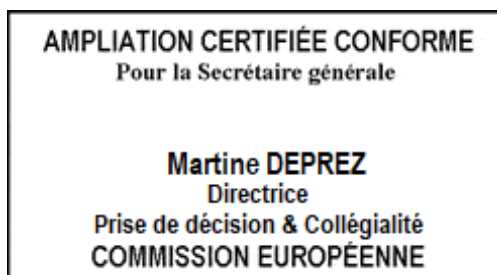 AMPLIATION CERTIFIÉE CONFORME
Pour la Secrétaire générale
Martine DEPREZ
Directrice
Prise de décision & Collégialité
COMMISSION EUROPÉENNE